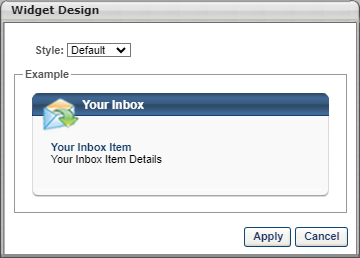 Widget Design
Style: Default
Example
Your Inbox
Your Inbox Item
Your Inbox Item Details
Apply Cancel